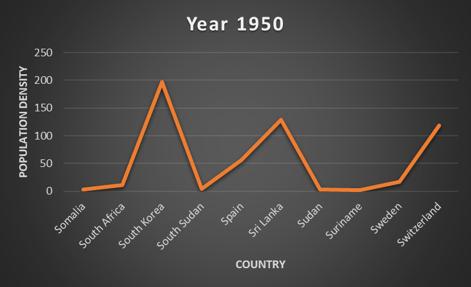 Year 1950
POPULATION DENSITY
250
200
150
100
50
0
Somalia
South Africa
South Korea
South Sudan
Spain
Sri Lanka
Sudan
Suriname
Sweden
Switzerland
COUNTRY